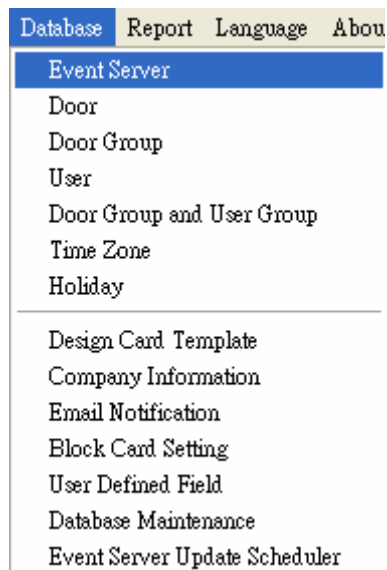 Database Report Language Abou
Event Server
Door
Door Group
User
Door Group and User Group
Time Zone
Holiday
Design Card Template
Company Information
Email Notification
Block Card Setting
User Defined Field
Database Maintenance
Event Server Update Scheduler